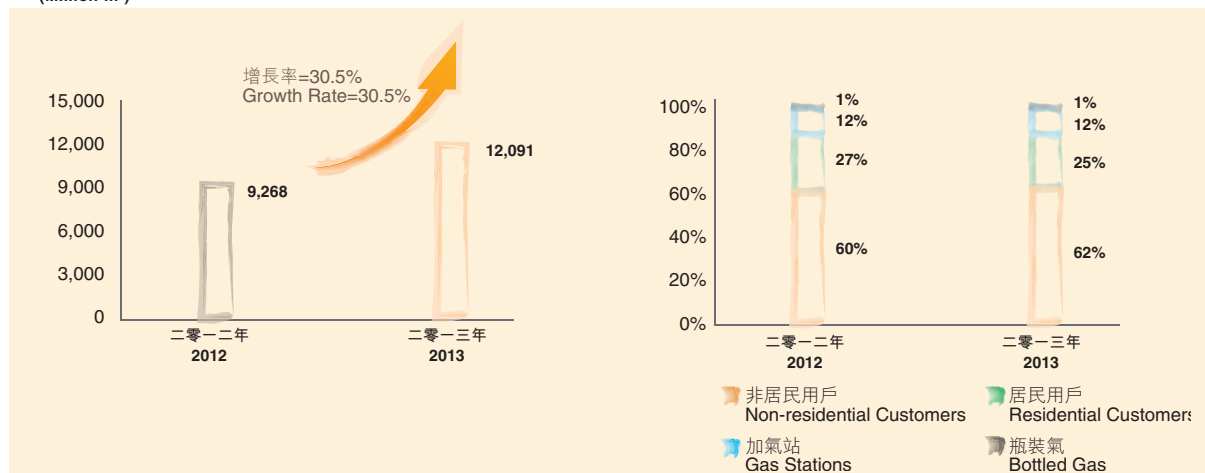 增長率=30.5%
Growth Rate=30.5%
15,000
12,000
9,000
6,000
3,000
0
9,268
12,091
二零一二年
2012
二零一三年
2013
100%
80%
60%
40%
20%
0%
1%
12%
27%
60%
1%
12%
25%
62%
二零一二年
2012
二零一三年
2013
非居民用戶
Non-residential Customers
居民用戶
Residential Customers
加氣站
Gas Stations
瓶裝氣
Bottled Gas